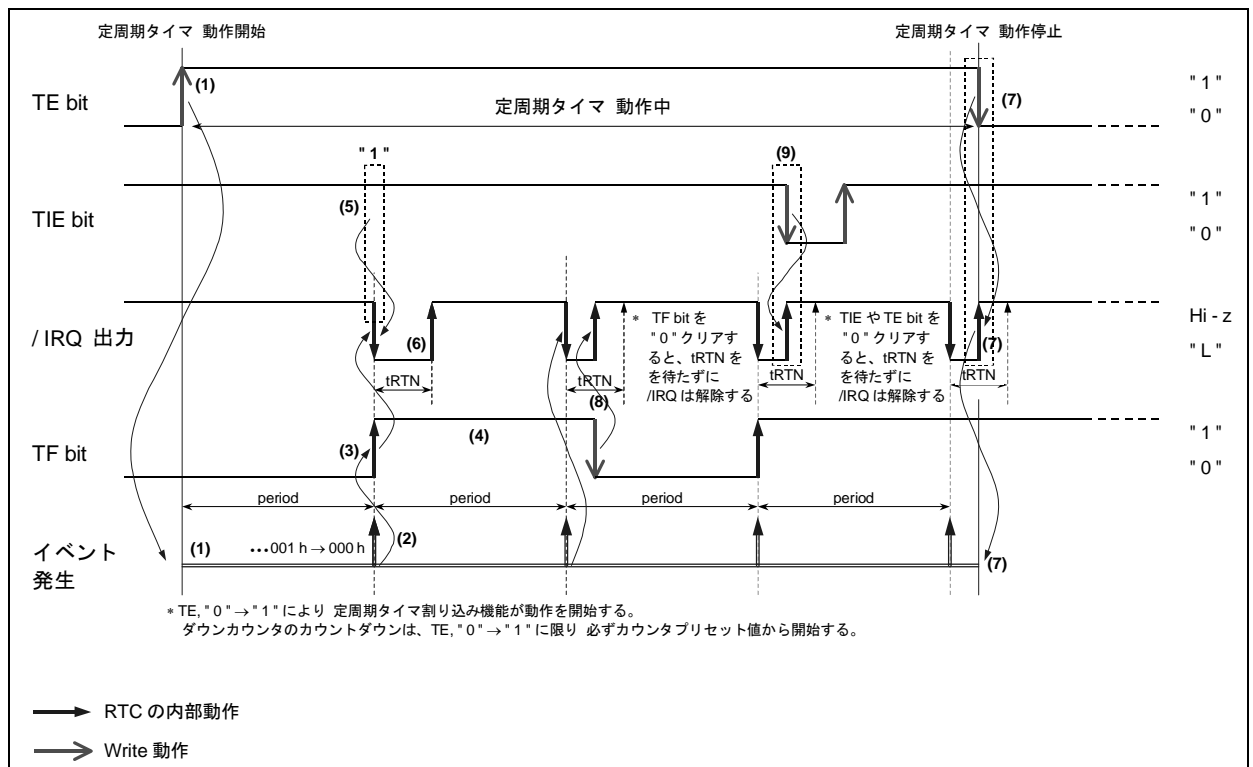 定周期タイマ 動作開始
定周期タイマ 動作停止
TE bit
(1)
定周期タイマ 動作中
(7)
" 1 "
" 0 "
" 1 "
(9)
TIE bit
(5)
" 1 "
" 0 "
/ IRQ 出力
(6)
tRTN
tRTN
(8)
* TF bit を
" 0 " クリアす
ると、tRTN を
を待たずに
/IRQ は解除する
tRTN
* TIE や TE bit を
" 0 " クリアす
ると、tRTN を
を待たずに
/IRQ は解除する
(7)
tRTN
Hi - z
" L "
TF bit
(3)
(4)
" 1 "
" 0 "
period
period
period
period
イベント
発生
(1)
•••001 h → 000 h
(2)
(7)
* TE, " 0 " → " 1 " により 定周期タイマ割り込み機能が動作を開始する。
ダウンカウンタのカウントダウンは、TE, " 0 " → " 1 " に限り 必ずカウンタプリセット値から開始する。
RTC の内部動作
Write 動作